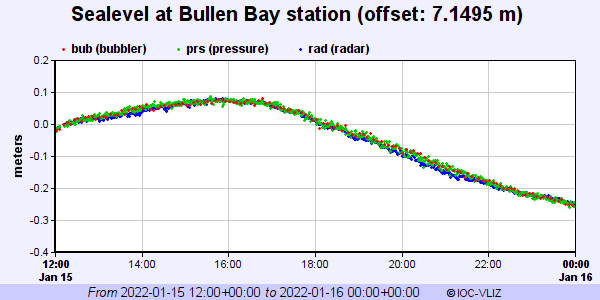 Sealevel at Bullen Bay station (offset: 7.1495 m)
bub (bubbler) prs (pressure) rad (radar)
0.2
0.1
0.0
-0.1
-0.2
-0.3
-0.4
meters
12:00 14:00 16:00 18:00 20:00 22:00 00:00
Jan 15 Jan 16
From 2022-01-15 12:00+00:00 to 2022-01-16 00:00+00:00 © IOC-VLIZ